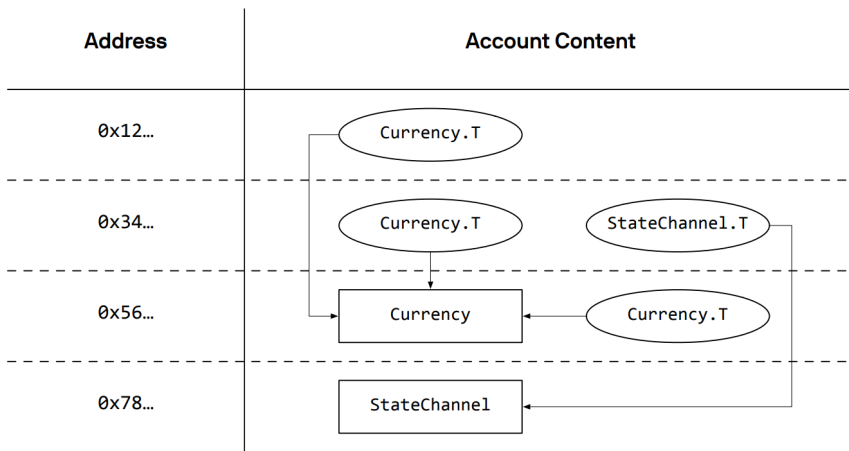 Address Account Content
0x12… Currency.T
0x34… Currency.T StateChannel.T
0x56… Currency Currency.T
0x78… StateChannel